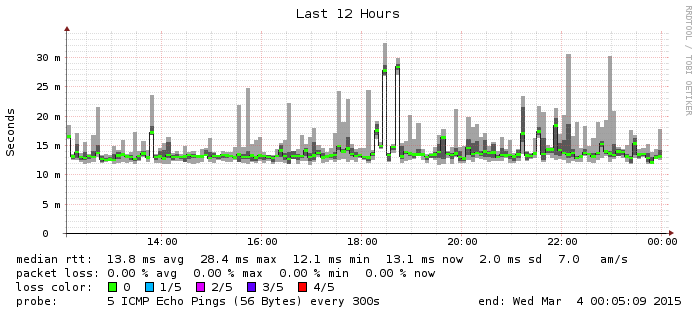 Last 12 Hours
RRDTOOL / TOBI OETIKER
Seconds
30 m
25 m
20 m
15 m
10 m
5 m
0
14:00 16:00 18:00 20:00 22:00 00:00
median rtt: 13.8 ms avg 28.4 ms max 12.1 ms min 13.1 ms now 2.0 ms sd 7.0 am/s
packet loss: 0.00 % avg 0.00 % max 0.00 % min 0.00 % now
loss color: 0 1/5 2/5 3/5 4/5
probe: 5 ICMP Echo Pings (56 Bytes) every 300s end: Wed Mar 4 00:05:09 2015